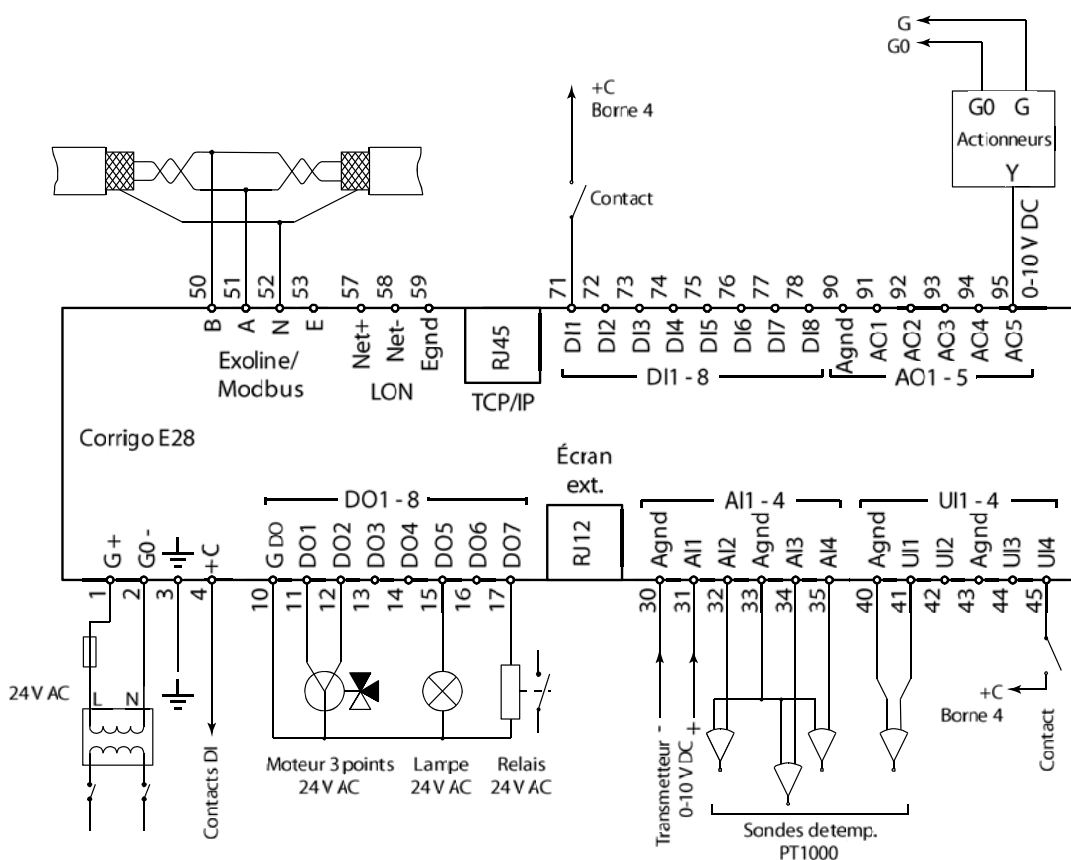 G
G0
+C
Borne 4
G0 G
Actionneurs
Y
Contact
0-10 V DC
50 51 52 53 57 58 59 71 72 73 74 75 76 77 78 90 91 92 93 94 95
B A N E Net+ Net- Egnd RJ45 DI1 DI2 DI3 DI4 DI5 DI6 DI7 DI8 Agnd AO1 AO2 AO3 AO4 AO5
Exoline/
Modbus
LON
TCP/IP
DI1 - 8
AO1 - 5
Corrigo E28
Écran
ext.
DO1 - 8
AI1 - 4
UI1 - 4
G+ G0- +C G DO DO1 DO2 DO3 DO4 DO5 DO6 DO7 RJ12 Agnd AI1 AI2 Agnd AI3 AI4 Agnd UI1 UI2 Agnd UI3 UI4
1 2 3 4 10 11 12 13 14 15 16 17 30 31 32 33 34 35 40 41 42 43 44 45
24 V AC
L N
Contacts DI
Moteur 3 points
24 V AC
Lampe
24 V AC
Relais
24 V AC
Transmetteur -
0-10 V DC +
+C
Borne 4
Contact
Sondes de temp.
PT1000